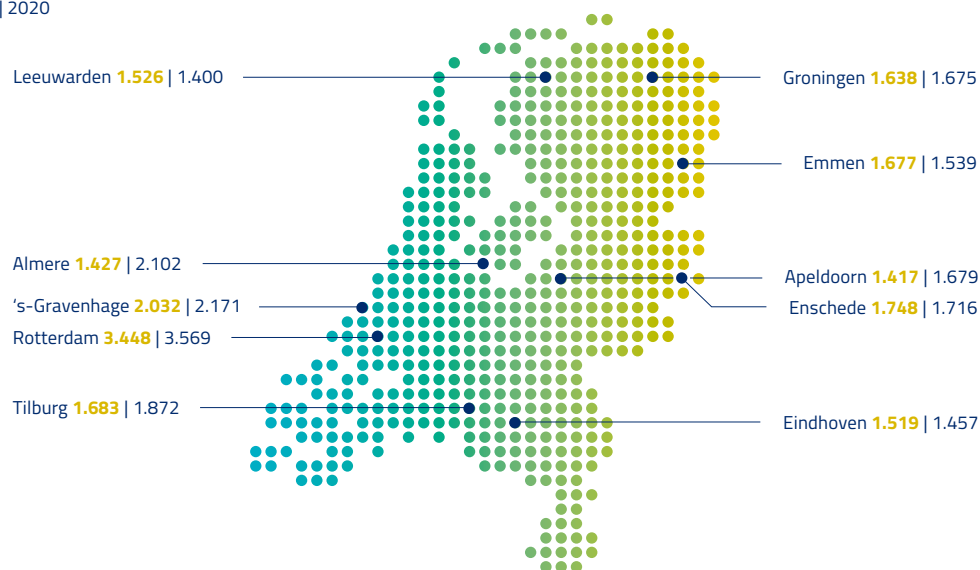 | 2020
Leeuwarden 1.526 | 1.400
Groningen 1.638 | 1.675
Emmen 1.677 | 1.539
Almere 1.427 | 2.102
Apeldoorn 1.417 | 1.679
‘s-Gravenhage 2.032 | 2.171
Enschede 1.748 | 1.716
Rotterdam 3.448 | 3.569
Tilburg 1.683 | 1.872
Eindhoven 1.519 | 1.457